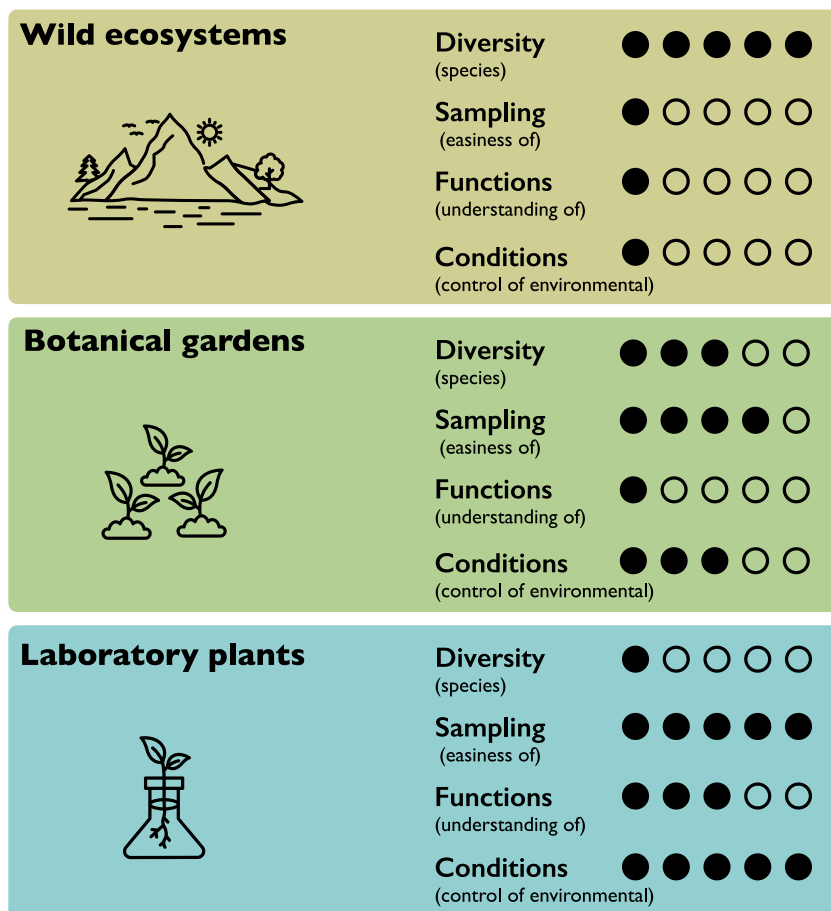 Wild ecosystems
Diversity
(species)
Sampling
(easiness of)
Functions
(understanding of)
Conditions
(control of environmental)
Botanical gardens
Diversity
(species)
Sampling
(easiness of)
Functions
(understanding of)
Conditions
(control of environmental)
Laboratory plants
Diversity
(species)
Sampling
(easiness of)
Functions
(understanding of)
Conditions
(control of environmental)